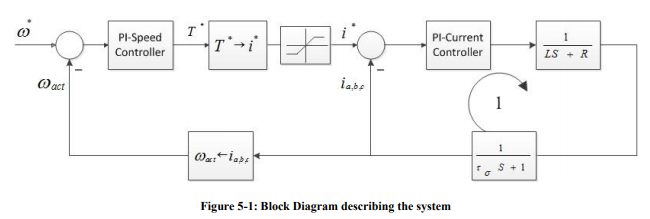 ω*
PI-Speed
Controller
T*
T*→i*
i*
PI-Current
Controller
1
LS + R
ωact
ia,b,c
1
ωact←ia,b,c
1
τσ S + 1
Figure 5-1: Block Diagram describing the system